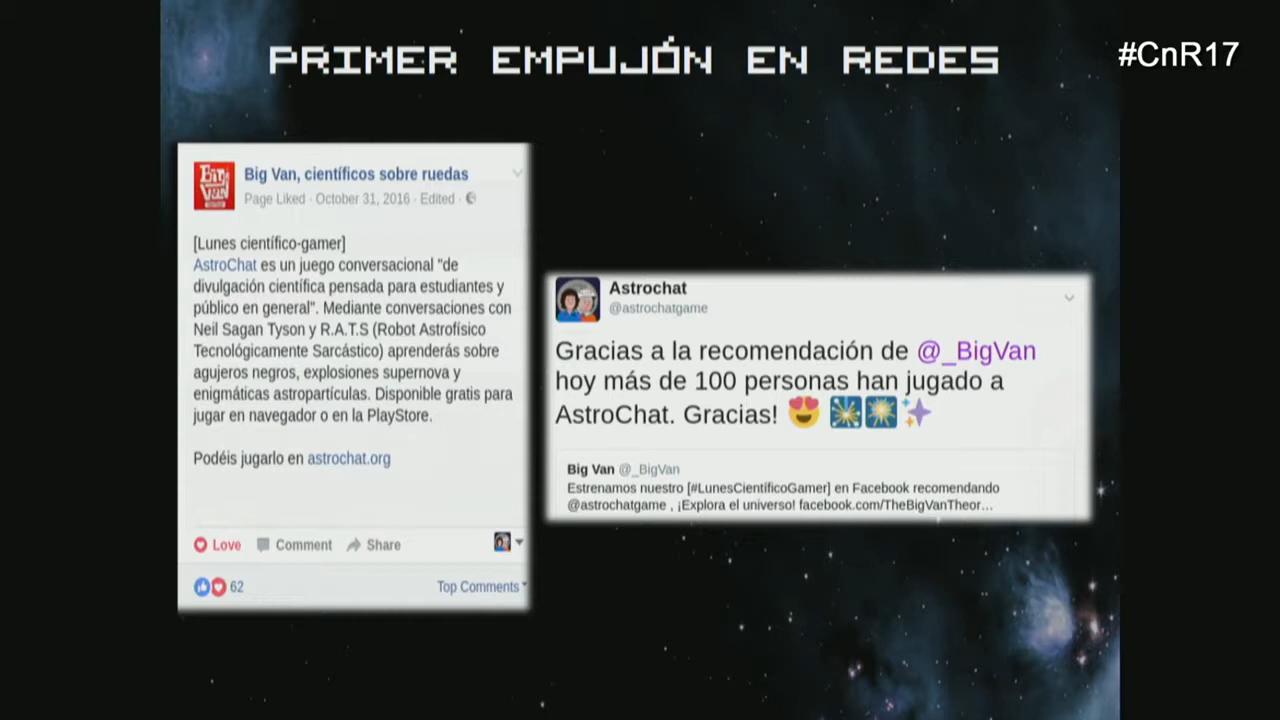 PRIMER EMPUJÓN EN REDES
#CnR17
Big Van
Big Van, científicos sobre ruedas
Page Liked · October 31, 2016 · Edited ·
[Lunes científico-gamer]
AstroChat es un juego conversacional "de
divulgación científica pensada para estudiantes y
público en general". Mediante conversaciones con
Neil Sagan Tyson y R.A.T.S (Robot Astrofísico
Tecnológicamente Sarcástico) aprenderás sobre
agujeros negros, explosiones supernova y
enigmáticas astropartículas. Disponible gratis para
jugar en navegador o en la PlayStore.
Podéis jugarlo en astrochat.org
Love Comment Share
62 Top Comments
Astrochat
@astrochatgame
Gracias a la recomendación de @_BigVan
hoy más de 100 personas han jugado a
AstroChat. Gracias! 😍 🎆🎇✨
Big Van @_BigVan
Estrenamos nuestro [#LunesCientíficoGamer] en Facebook recomendando
@astrochatgame , ¡Explora el universo! facebook.com/TheBigVanTheor…